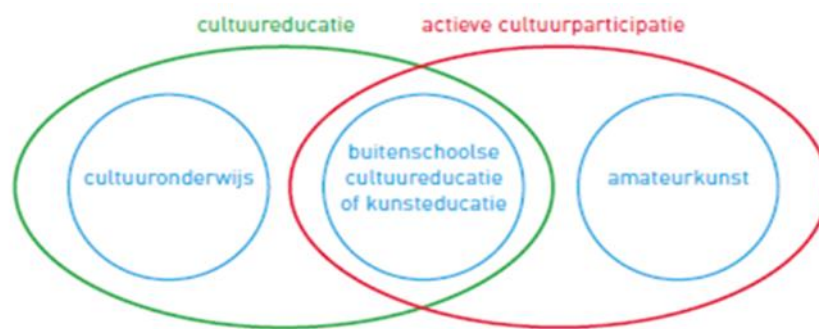 cultuureducatie
actieve cultuurparticipatie
cultuuronderwijs
buitenschoolse
cultuureducatie
of kunsteducatie
amateurkunst